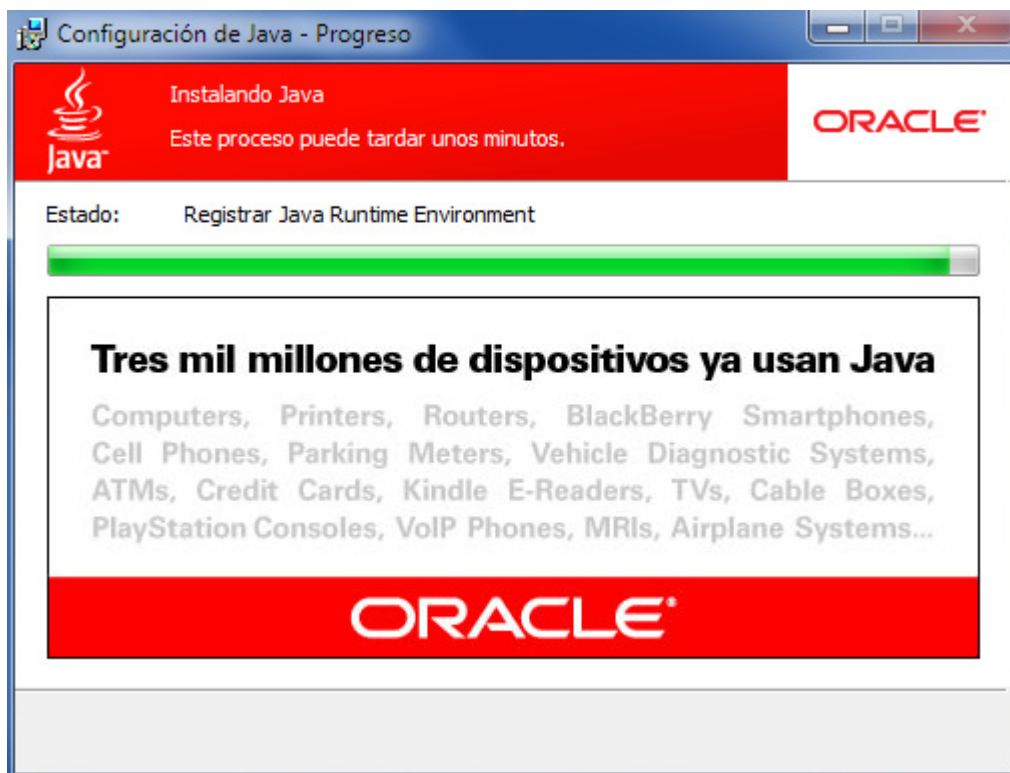 Configuración de Java - Progreso
Instalando Java
Este proceso puede tardar unos minutos.
Java™
ORACLE®
Estado: Registrar Java Runtime Environment
Tres mil millones de dispositivos ya usan Java
Computers, Printers, Routers, BlackBerry Smartphones,
Cell Phones, Parking Meters, Vehicle Diagnostic Systems,
ATMs, Credit Cards, Kindle E-Readers, TVs, Cable Boxes,
PlayStation Consoles, VoIP Phones, MRIs, Airplane Systems...
ORACLE®